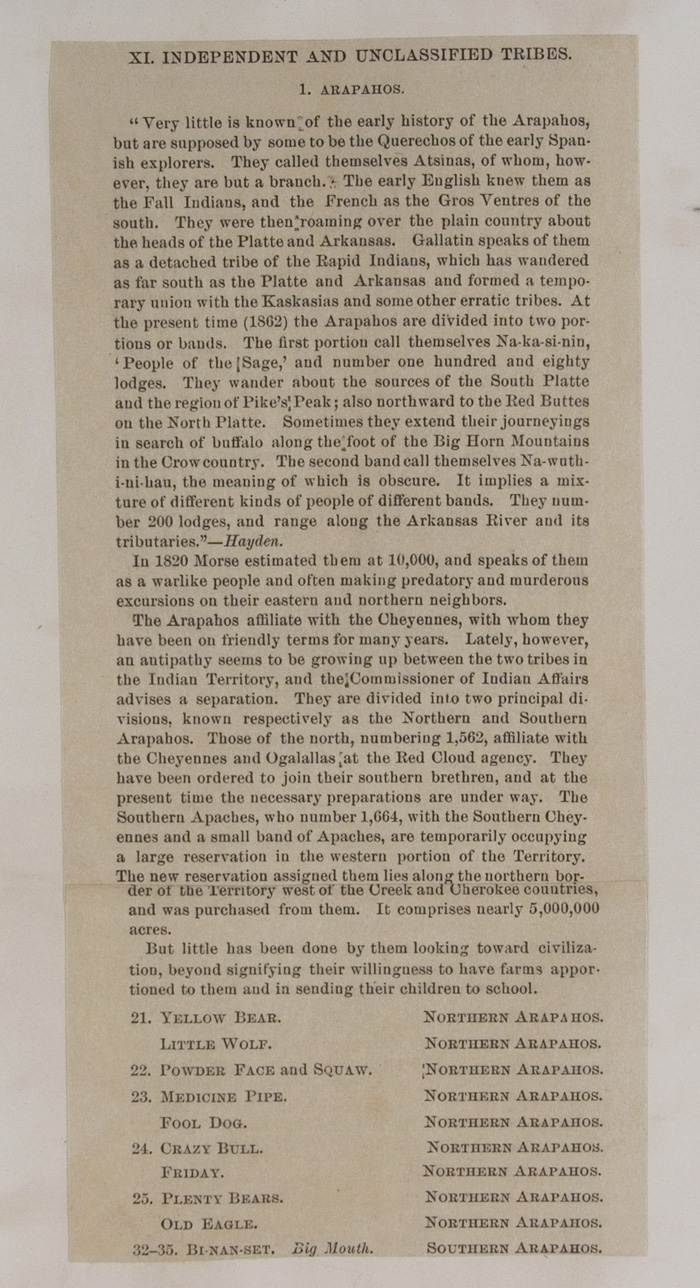 XI. INDEPENDENT AND UNCLASSIFIED TRIBES.
1. ARAPAHOS.
“Very little is known of the early history of the Arapahos,
but are supposed by some to be the Querechos of the early Span-
ish explorers. They called themselves Atsinas, of whom, how-
ever, they are but a branch. The early English knew them as
the Fall Indians, and the French as the Gros Ventres of the
south. They were then roaming over the plain country about
the heads of the Platte and Arkansas. Gallatin speaks of them
as a detached tribe of the Rapid Indians, which has wandered
as far south as the Platte and Arkansas and formed a tempo-
rary union with the Kaskasias and some other erratic tribes. At
the present time (1862) the Arapahos are divided into two por-
tions or bands. The first portion call themselves Na-ka-si-nin,
‘People of the Sage,’ and number one hundred and eighty
lodges. They wander about the sources of the South Platte
and the region of Pike’s Peak; also northward to the Red Buttes
on the North Platte. Sometimes they extend their journeyings
in search of buffalo along the foot of the Big Horn Mountains
in the Crow country. The second band call themselves Na-wuth-
i-ni-hau, the meaning of which is obscure. It implies a mix-
ture of different kinds of people of different bands. They num-
ber 200 lodges, and range along the Arkansas River and its
tributaries.”—Hayden.
In 1820 Morse estimated them at 10,000, and speaks of them
as a warlike people and often making predatory and murderous
excursions on their eastern and northern neighbors.
The Arapahos affiliate with the Cheyennes, with whom they
have been on friendly terms for many years. Lately, however,
an antipathy seems to be growing up between the two tribes in
the Indian Territory, and the Commissioner of Indian Affairs
advises a separation. They are divided into two principal di-
visions, known respectively as the Northern and Southern
Arapahos. Those of the north, numbering 1,562, affiliate with
the Cheyennes and Ogalallas at the Red Cloud agency. They
have been ordered to join their southern brethren, and at the
present time the necessary preparations are under way. The
Southern Apaches, who number 1,664, with the Southern Chey-
ennes and a small band of Apaches, are temporarily occupying
a large reservation in the western portion of the Territory.
The new reservation assigned them lies along the northern bor-
der of the Territory west of the Creek and Cherokee countries,
and was purchased from them. It comprises nearly 5,000,000
acres.
But little has been done by them looking toward civiliza-
tion, beyond signifying their willingness to have farms appor-
tioned to them and in sending their children to school.
21. YELLOW BEAR. NORTHERN ARAPAHOS.
LITTLE WOLF. NORTHERN ARAPAHOS.
22. POWDER FACE and SQUAW. NORTHERN ARAPAHOS.
23. MEDICINE PIPE. NORTHERN ARAPAHOS.
FOOL DOG. NORTHERN ARAPAHOS.
24. CRAZY BULL. NORTHERN ARAPAHOS.
FRIDAY. NORTHERN ARAPAHOS.
25. PLENTY BEARS. NORTHERN ARAPAHOS.
OLD EAGLE. NORTHERN ARAPAHOS.
32–35. BI-NAN-SET. Big Mouth. SOUTHERN ARAPAHOS.